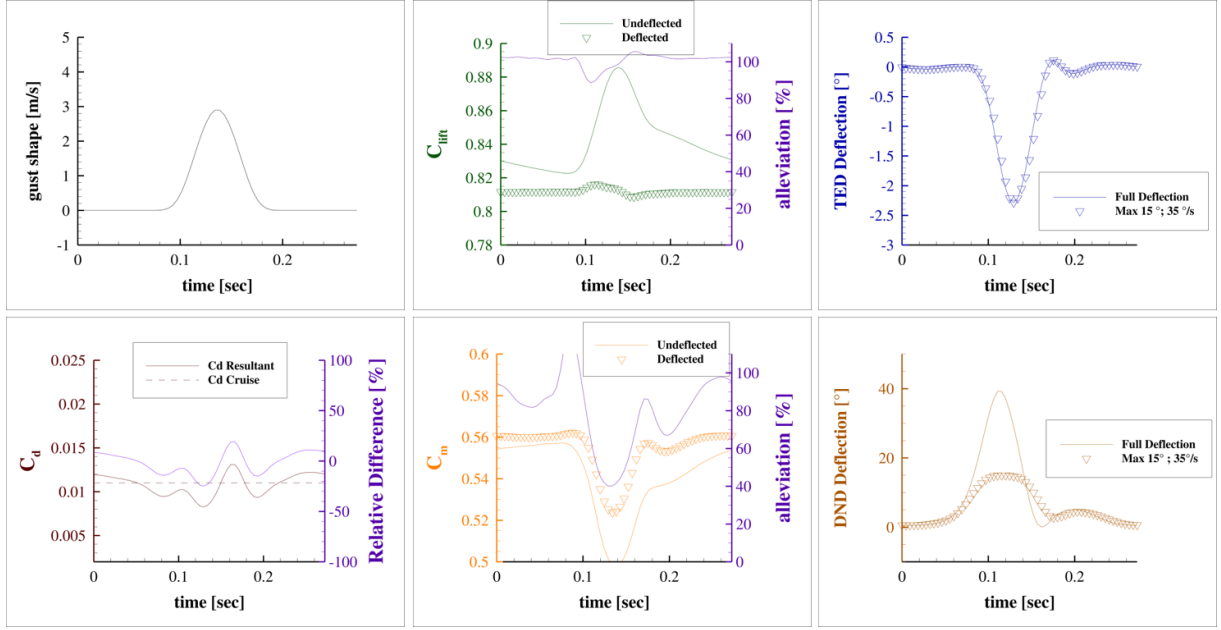 5
4
3
2
1
0
-1
gust shape [m/s]
0
0.1
0.2
time [sec]
Undeflected
Deflected
0.9
0.88
0.86
0.84
0.82
0.8
0.78
C_lift
100
80
60
40
20
0
alleviation [%]
0
0.1
0.2
time [sec]
0.5
0
-0.5
-1
-1.5
-2
-2.5
-3
TED Deflection [°]
Full Deflection
Max 15 °; 35 °/s
0
0.1
0.2
time [sec]
0.025
0.02
0.015
0.01
0.005
C_d
Cd Resultant
Cd Cruise
100
50
0
-50
-100
Relative Difference [%]
0
0.1
0.2
time [sec]
Undeflected
Deflected
0.6
0.58
0.56
0.54
0.52
0.5
C_m
100
80
60
40
20
0
alleviation [%]
0
0.1
0.2
time [sec]
40
20
0
DND Deflection [°]
Full Deflection
Max 15° ; 35°/s
0
0.1
0.2
time [sec]